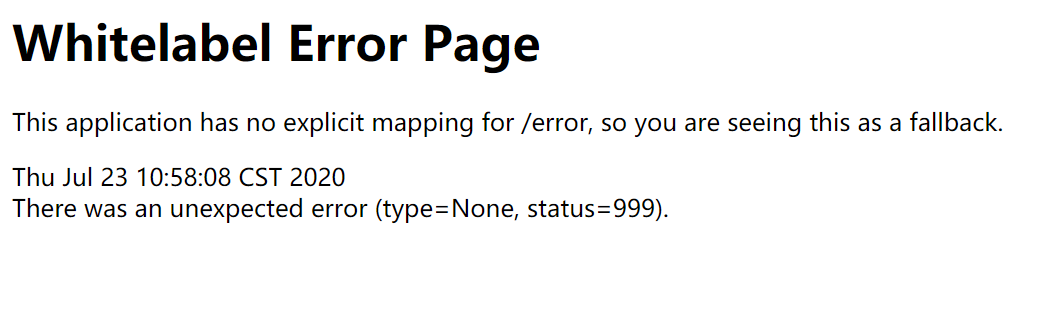 Whitelabel Error Page
This application has no explicit mapping for /error, so you are seeing this as a fallback.
Thu Jul 23 10:58:08 CST 2020
There was an unexpected error (type=None, status=999).